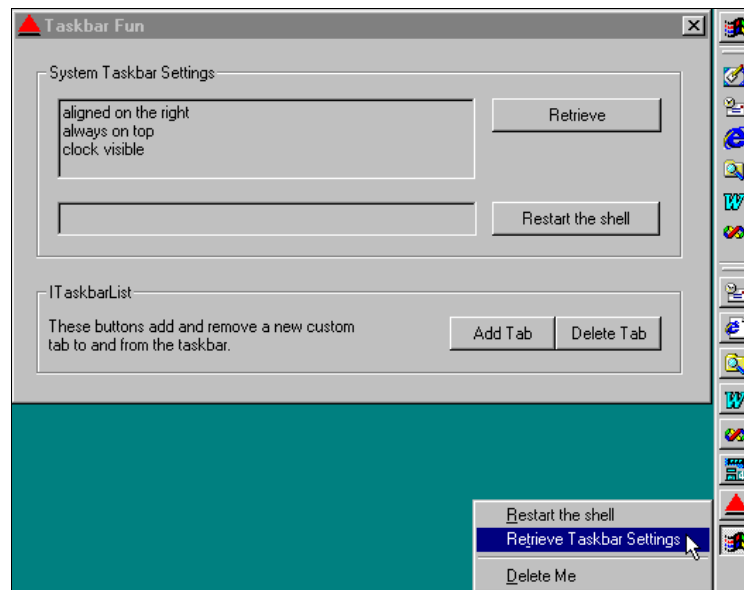 Taskbar Fun
System Taskbar Settings
aligned on the right
always on top
clock visible
Retrieve
Restart the shell
ITaskbarList
These buttons add and remove a new custom
tab to and from the taskbar.
Add Tab
Delete Tab
Restart the shell
Retrieve Taskbar Settings
Delete Me